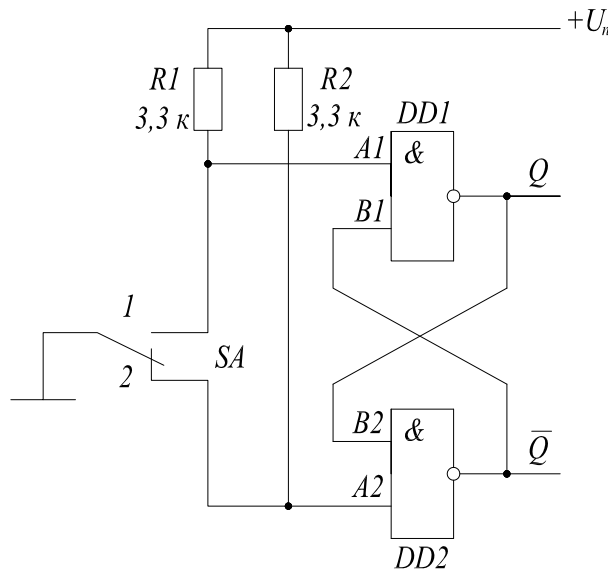 +Uп
R1
3,3 к
R2
3,3 к
DD1
A1
&
B1
Q
1
2
SA
B2
&
A2
Q̅
DD2